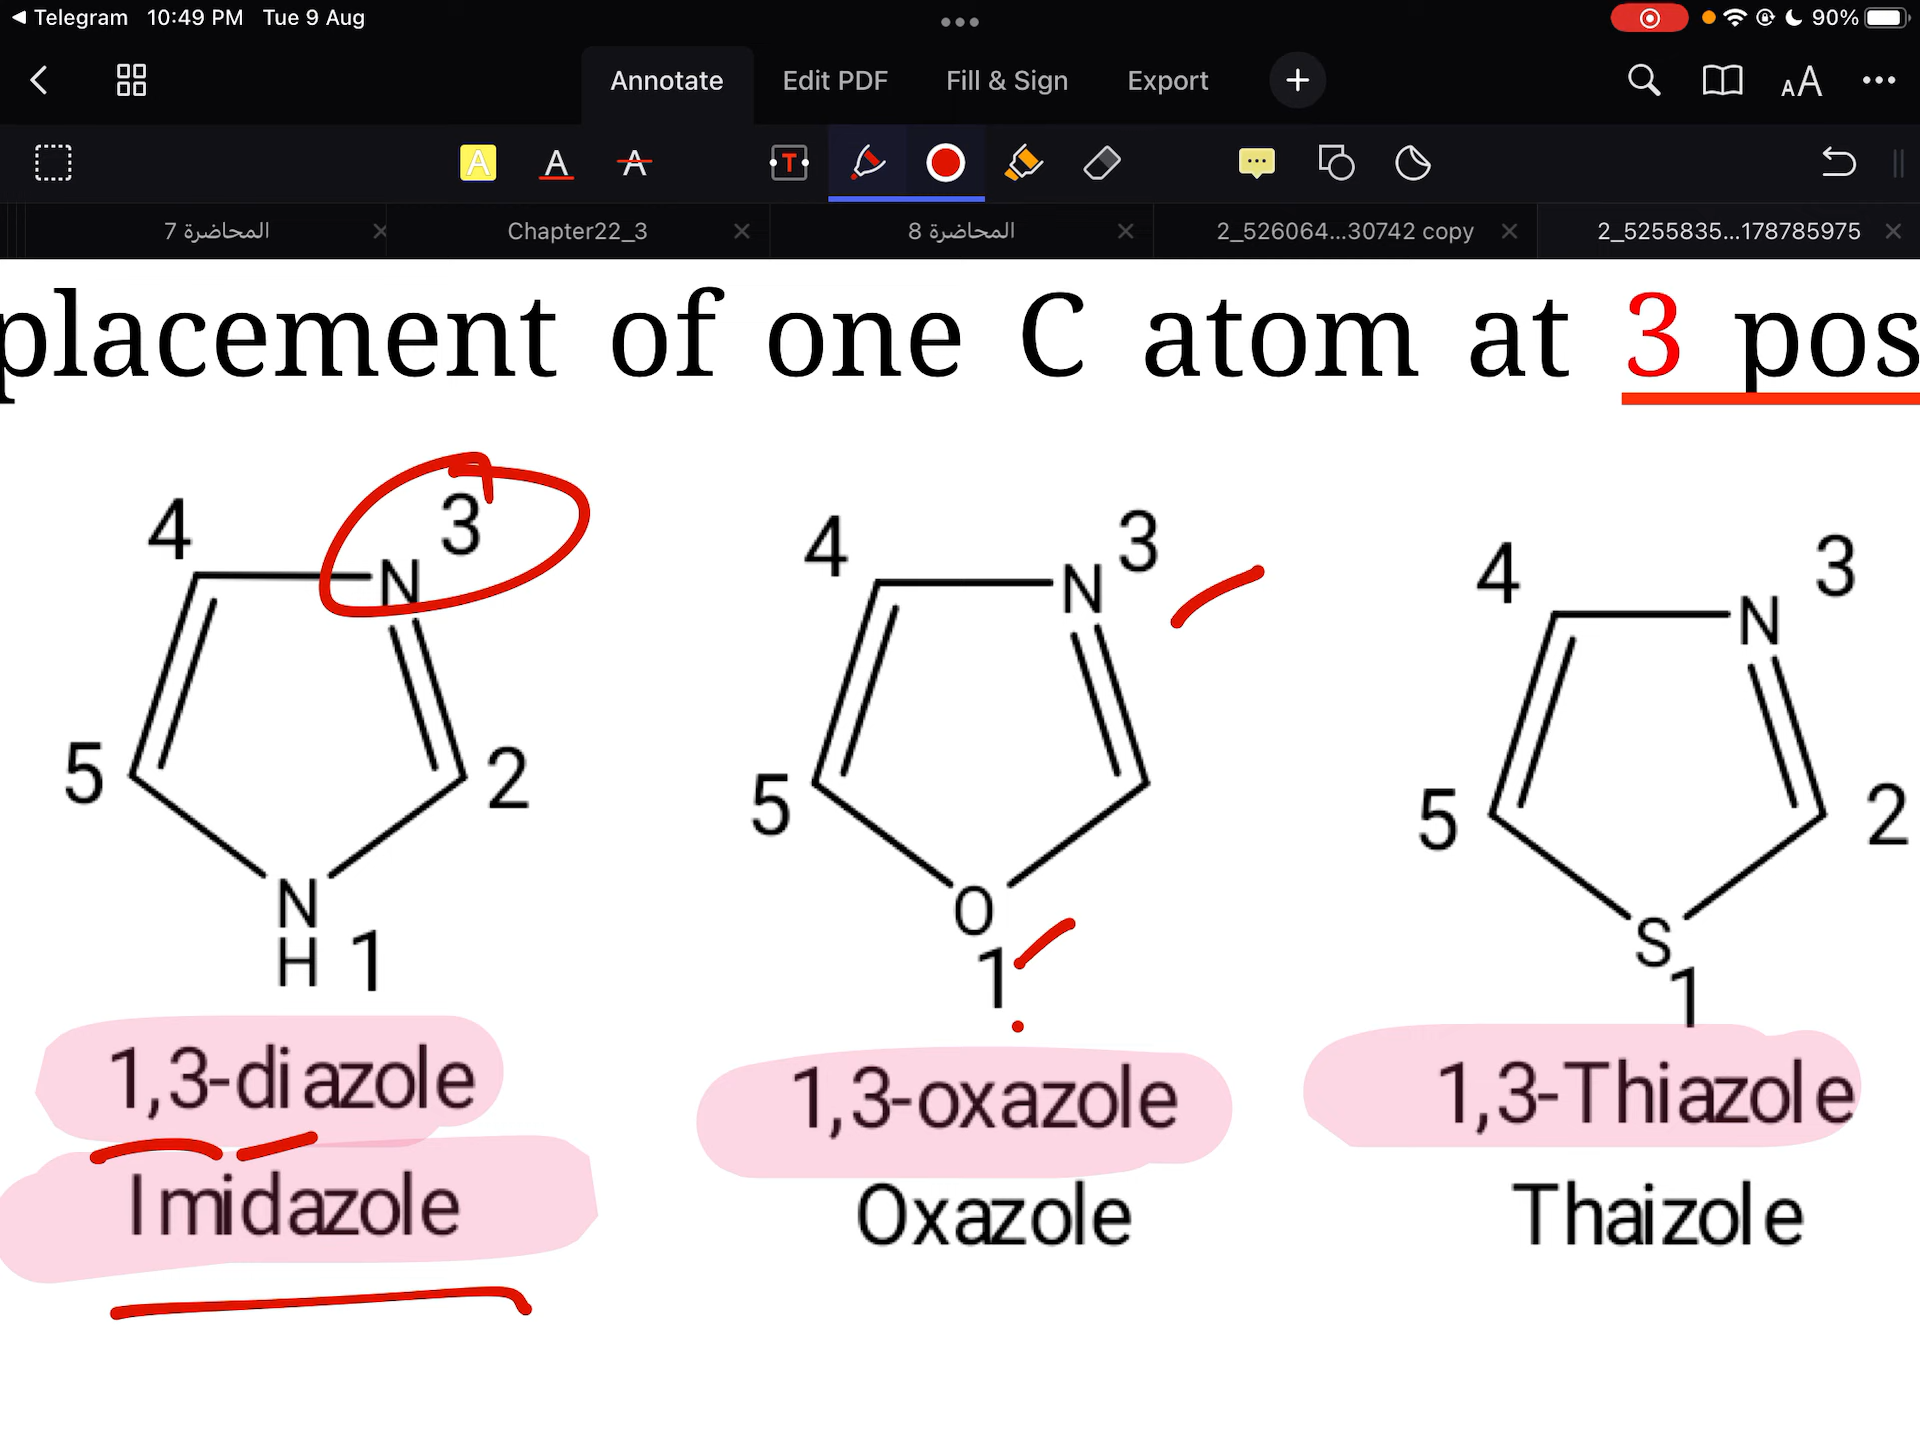 Telegram 10:49 PM Tue 9 Aug 90%
Annotate Edit PDF Fill & Sign Export
A A A T AA
المحاضرة 7 Chapter22_3 المحاضرة 8 2_526064...30742 copy 2_5255835...178785975
placement of one C atom at 3 pos
4 3 N 5 2 N H 1
4 3 N 5 O 1
4 3 N 5 2 S 1
1,3-diazole 1,3-oxazole 1,3-Thiazole
Imidazole Oxazole Thaizole